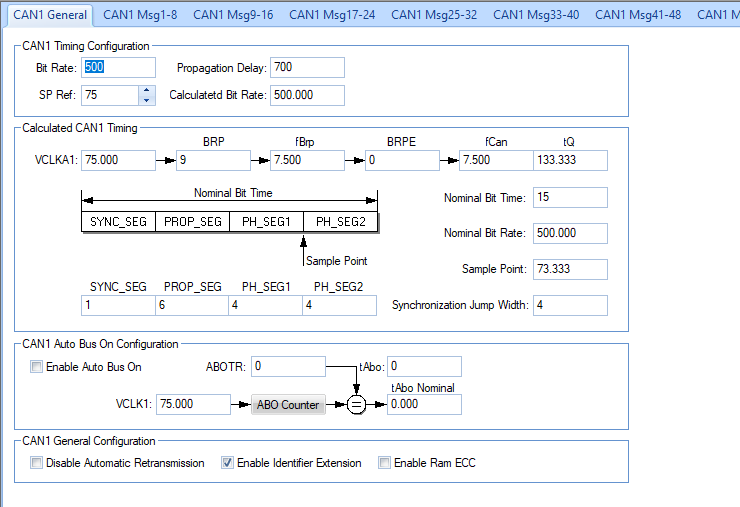 CAN1 General CAN1 Msg1-8 CAN1 Msg9-16 CAN1 Msg17-24 CAN1 Msg25-32 CAN1 Msg33-40 CAN1 Msg41-48 CAN1 M
CAN1 Timing Configuration
Bit Rate: 500 Propagation Delay: 700
SP Ref: 75 Calculatetd Bit Rate: 500.000
Calculated CAN1 Timing
BRP fBrp BRPE fCan tQ
VCLKA1: 75.000 9 7.500 0 7.500 133.333
Nominal Bit Time
Nominal Bit Time: 15
SYNC_SEG PROP_SEG PH_SEG1 PH_SEG2
Nominal Bit Rate: 500.000
Sample Point
Sample Point: 73.333
SYNC_SEG PROP_SEG PH_SEG1 PH_SEG2
1 6 4 4 Synchronization Jump Width: 4
CAN1 Auto Bus On Configuration
Enable Auto Bus On ABOTR: 0 tAbo: 0
tAbo Nominal
VCLK1: 75.000 ABO Counter = 0.000
CAN1 General Configuration
Disable Automatic Retransmission Enable Identifier Extension Enable Ram ECC